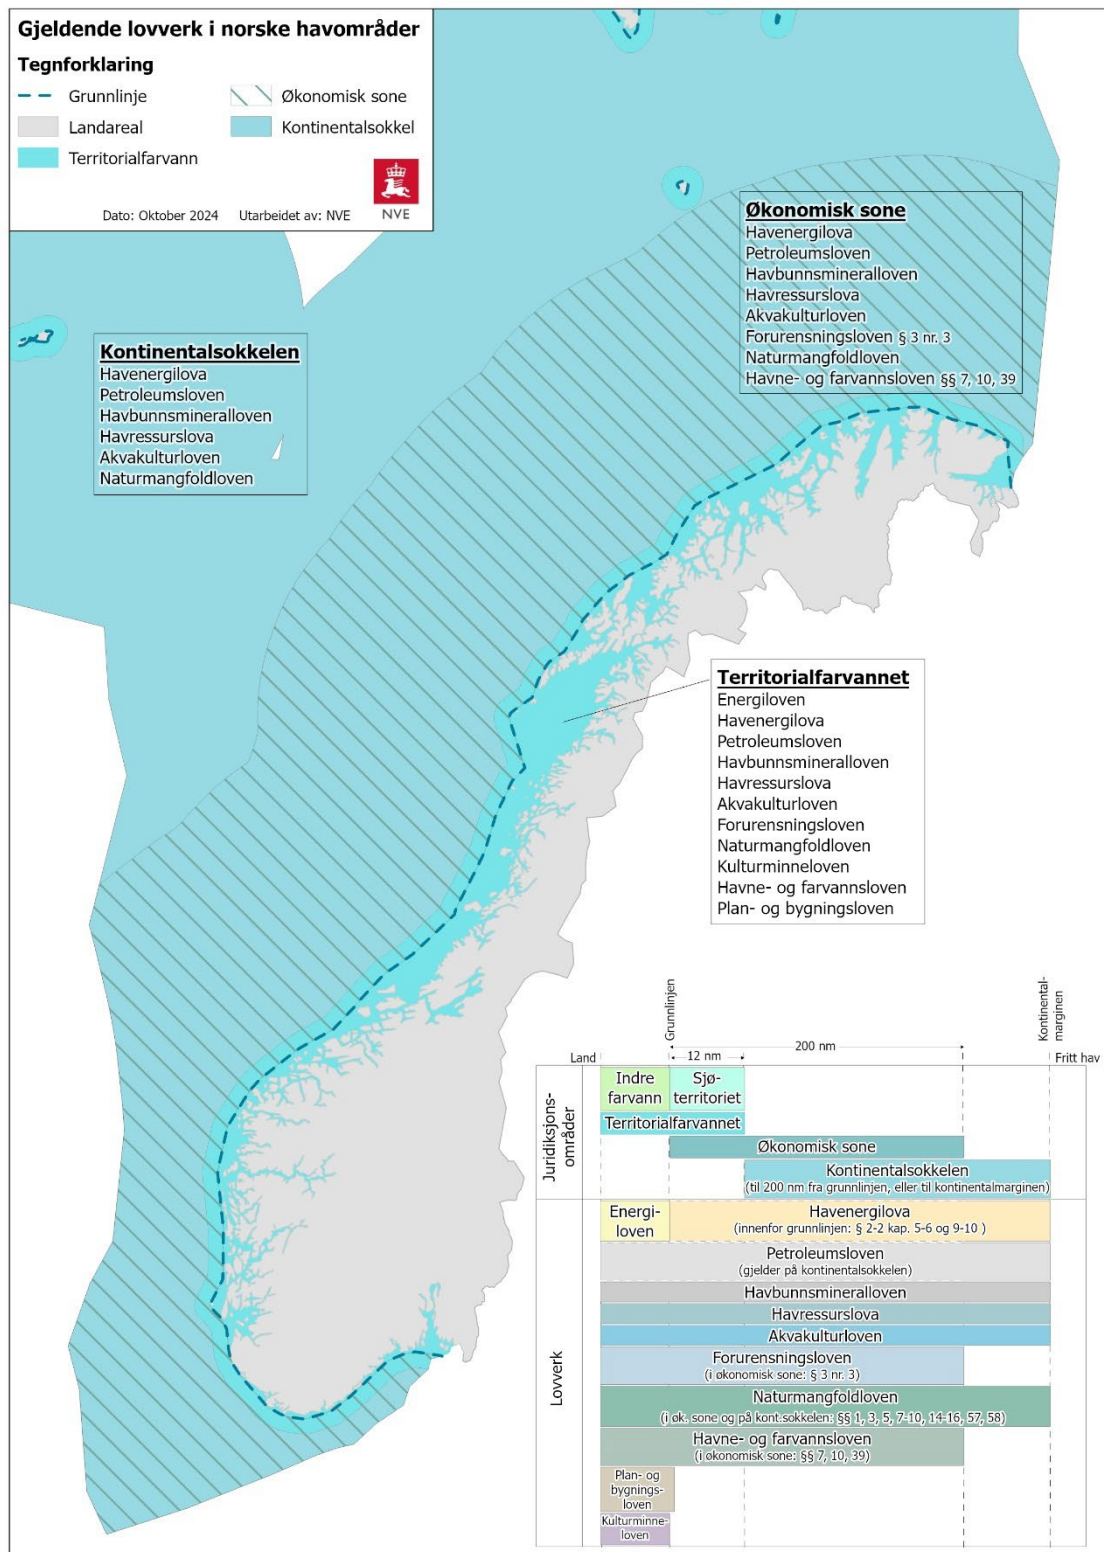 Gjeldende lovverk i norske havområder
Tegnforklaring
Grunnlinje
Økonomisk sone
Landareal
Kontinentalsokkel
Territorialfarvann
Dato: Oktober 2024 Utarbeidet av: NVE
NVE
Økonomisk sone
Havenergilova
Petroleumsloven
Havbunnsmineralloven
Havressurslova
Akvakulturloven
Forurensningsloven § 3 nr. 3
Naturmangfoldloven
Havne- og farvannsloven §§ 7, 10, 39
Kontinentalsokkelen
Havenergilova
Petroleumsloven
Havbunnsmineralloven
Havressurslova
Akvakulturloven
Naturmangfoldloven
Territorialfarvannet
Energiloven
Havenergilova
Petroleumsloven
Havbunnsmineralloven
Havressurslova
Akvakulturloven
Forurensningsloven
Naturmangfoldloven
Kulturminneloven
Havne- og farvannsloven
Plan- og bygningsloven
Grunnlinjen
Kontinental-
marginen
200 nm
Land
12 nm
Fritt hav
Juridiksjons-
områder
Indre
farvann
Sjø-
territoriet
Territorialfarvannet
Økonomisk sone
Kontinentalsokkelen
(til 200 nm fra grunnlinjen, eller til kontinentalmarginen)
Lovverk
Energi-
loven
Havenergilova
(innenfor grunnlinjen: § 2-2 kap. 5-6 og 9-10 )
Petroleumsloven
(gjelder på kontinentalsokkelen)
Havbunnsmineralloven
Havressurslova
Akvakulturloven
Forurensningsloven
(i økonomisk sone: § 3 nr. 3)
Naturmangfoldloven
(i øk. sone og på kont.sokkelen: §§ 1, 3, 5, 7-10, 14-16, 57, 58)
Havne- og farvannsloven
(i økonomisk sone: §§ 7, 10, 39)
Plan- og
bygnings-
loven
Kulturminne-
loven